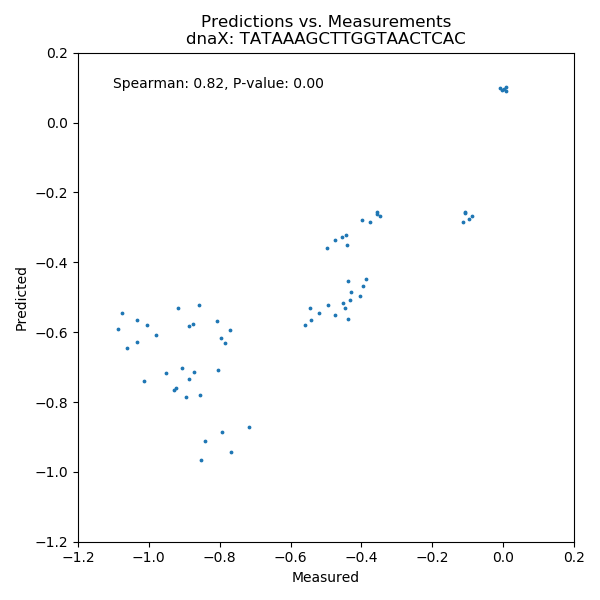 Predictions vs. Measurements
dnaX: TATAAAGCTTGGTAACTCAC
Spearman: 0.82, P-value: 0.00
0.2
0.0
−0.2
−0.4
−0.6
−0.8
−1.0
−1.2
Predicted
−1.2 −1.0 −0.8 −0.6 −0.4 −0.2 0.0 0.2
Measured